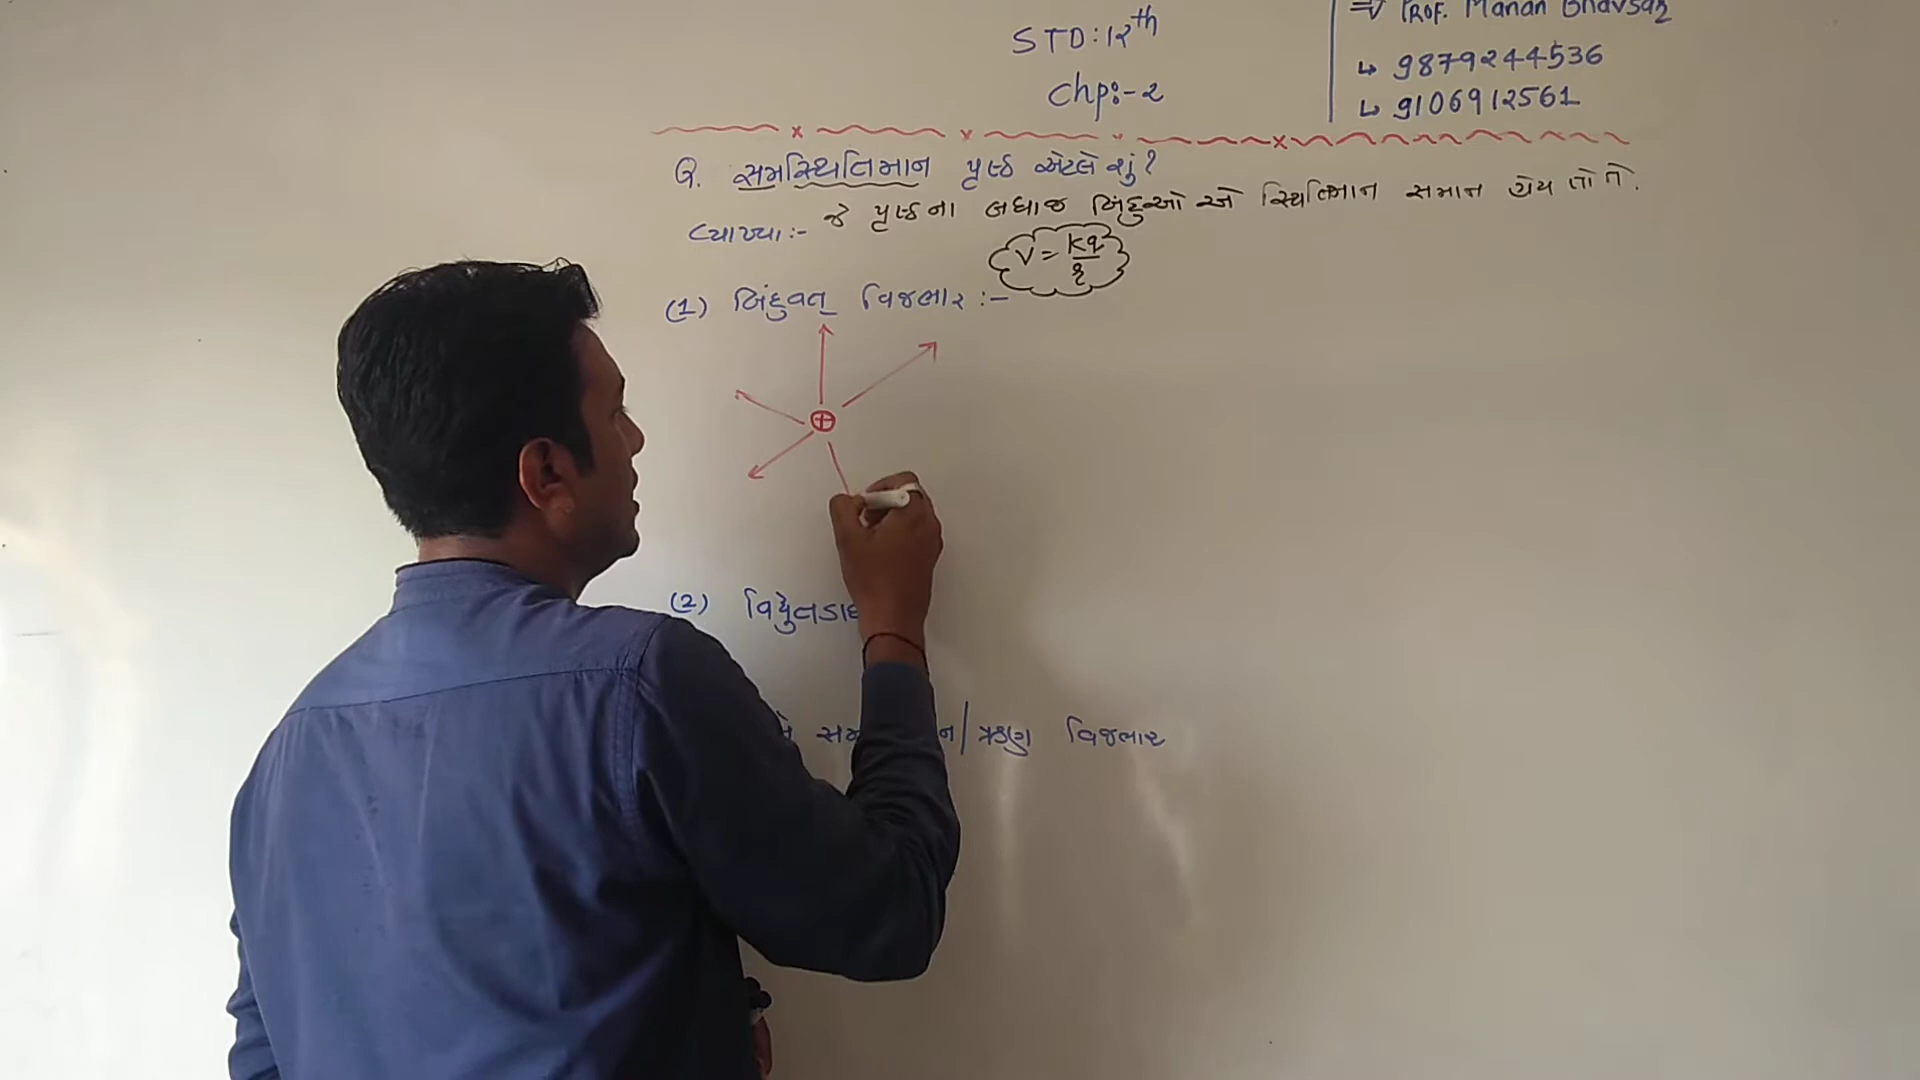 STD:12th
Chp:-2
⇒ Prof. Manan Bhavsar
↳ 9879244536
↳ 9106912561
Q. સમસ્થિતિમાન પૃષ્ઠ એટલે શું?
વ્યાખ્યા:- જે પૃષ્ઠના બધાજ બિંદુઓ એ સ્થિતિમાન સમાન હોય તો તે.
V = kq/r
(1) બિંદુવત્ વિજભાર :-
+
(2)
ઋણ વિજભાર